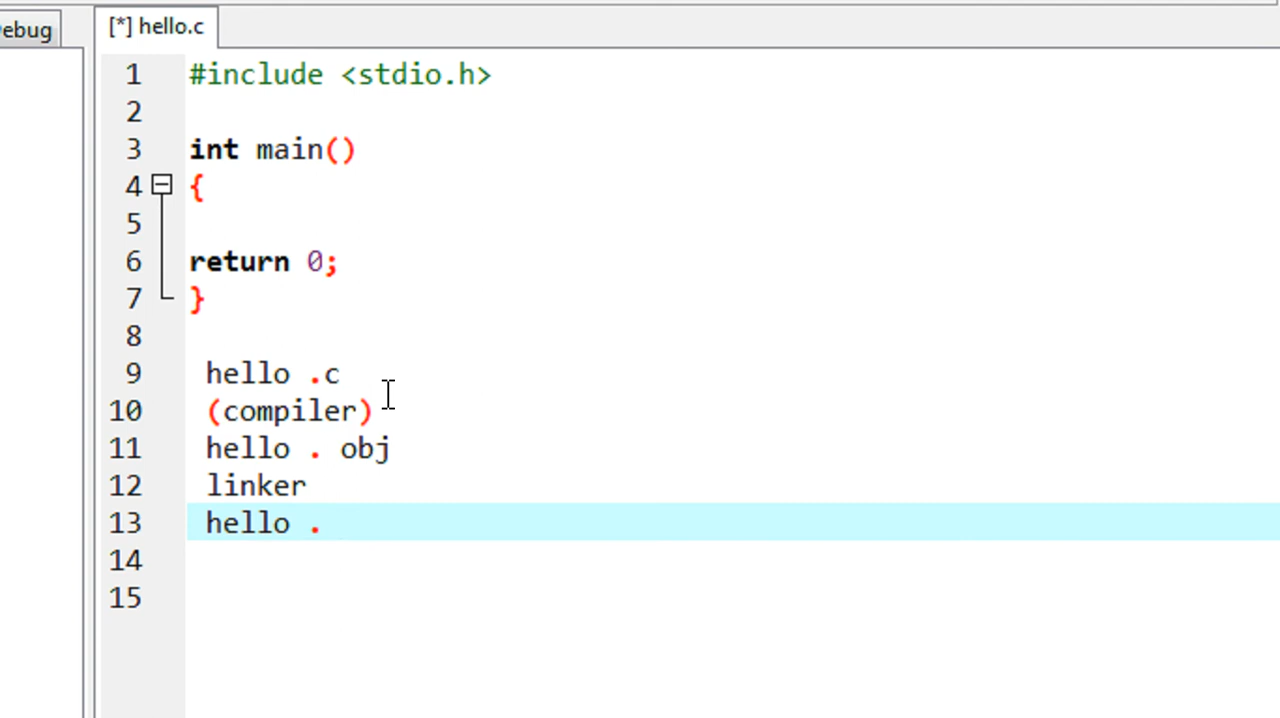 ebug
[*] hello.c
1 #include <stdio.h>
2
3 int main()
4 {
5
6 return 0;
7 }
8
9 hello .c
10 (compiler)
11 hello . obj
12 linker
13 hello .
14
15